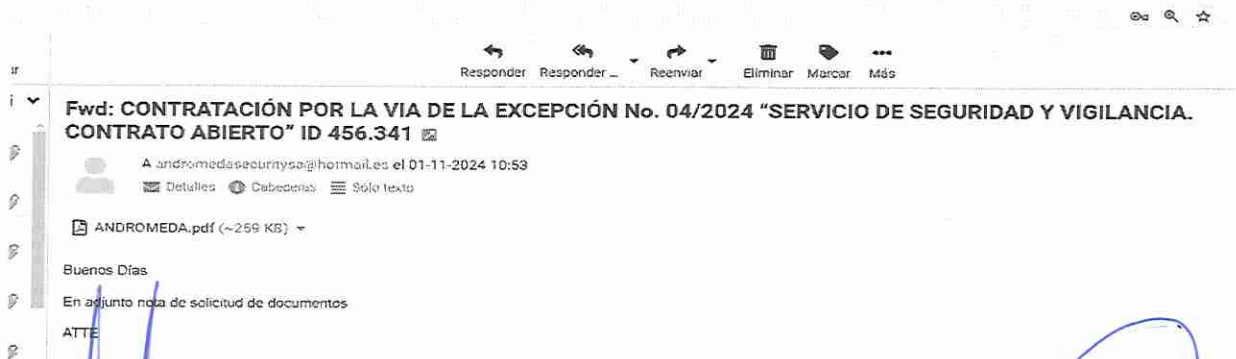 Responder Responder ... Reenviar Eliminar Marcar Más
ar
i
Fwd: CONTRATACIÓN POR LA VIA DE LA EXCEPCIÓN No. 04/2024 “SERVICIO DE SEGURIDAD Y VIGILANCIA.
CONTRATO ABIERTO” ID 456.341
A andromedasecuritysa@hotmail.es el 01-11-2024 10:53
Detalles Cabeceras Sólo texto
ANDROMEDA.pdf (~259 KB)
Buenos Días
En adjunto nota de solicitud de documentos
ATTE